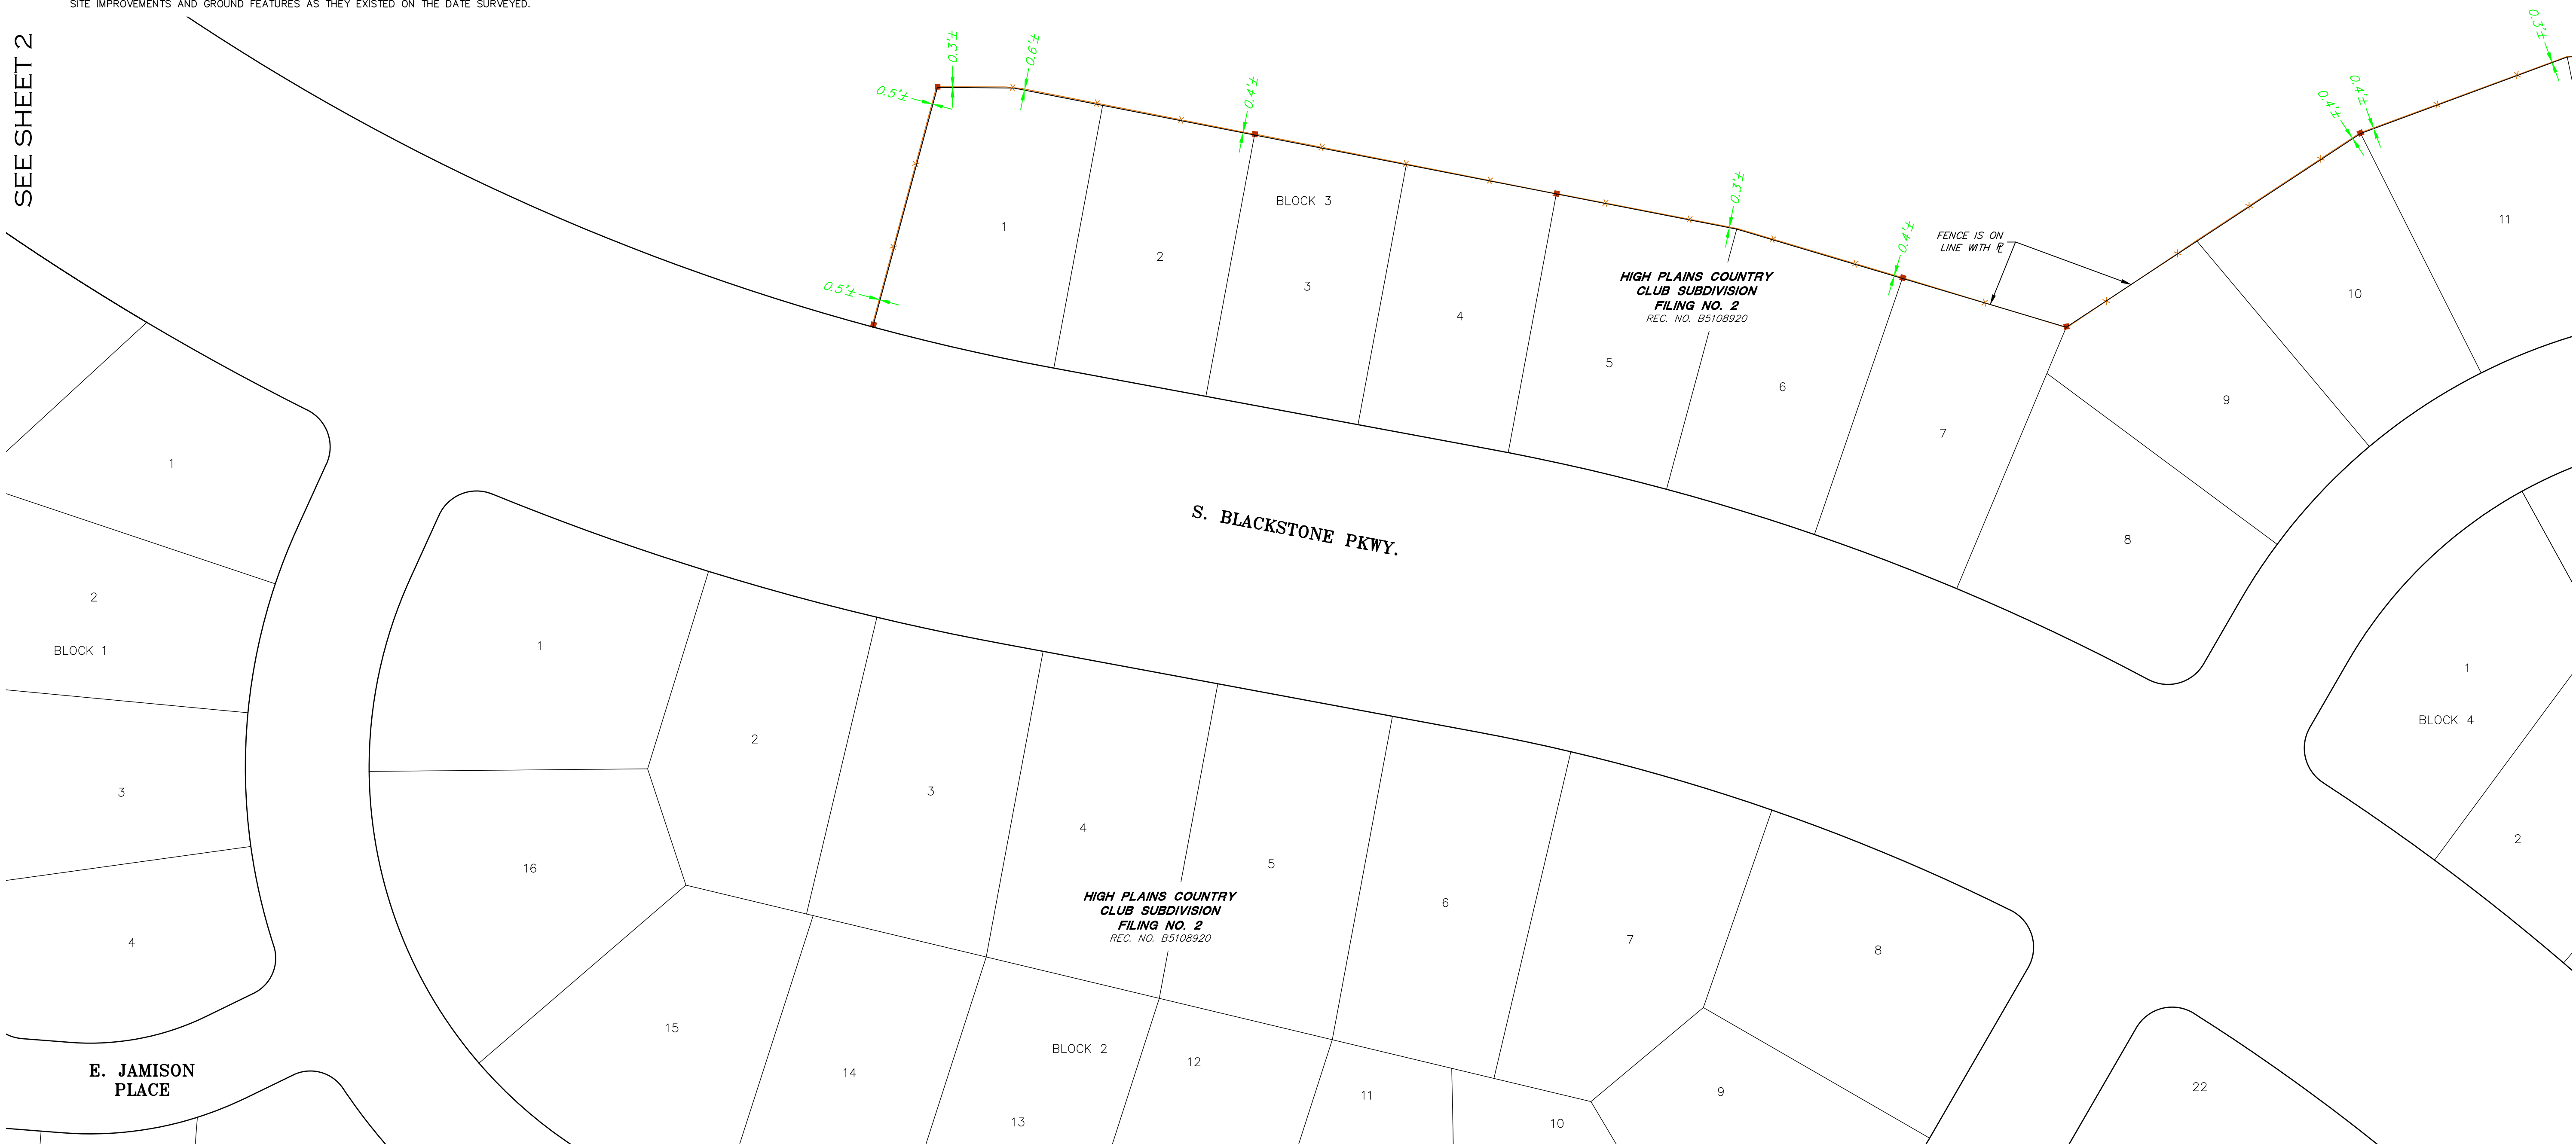 SITE IMPROVEMENTS AND GROUND FEATURES AS THEY EXISTED ON THE DATE SURVEYED.
SEE SHEET 2
0.3'±
0.6'±
0.5'±
0.4'±
0.3'±
0.4'±
0.4'±
0.4'±
0.3'±
0.5'±
FENCE IS ON
LINE WITH ℄
1
2
BLOCK 3
3
4
5
6
7
8
9
10
11
HIGH PLAINS COUNTRY
CLUB SUBDIVISION
FILING NO. 2
REC. NO. B5108920
S. BLACKSTONE PKWY.
1
2
BLOCK 1
3
4
E. JAMISON
PLACE
1
2
3
4
5
6
7
8
16
15
14
13
12
11
10
9
BLOCK 2
HIGH PLAINS COUNTRY
CLUB SUBDIVISION
FILING NO. 2
REC. NO. B5108920
1
BLOCK 4
2
22